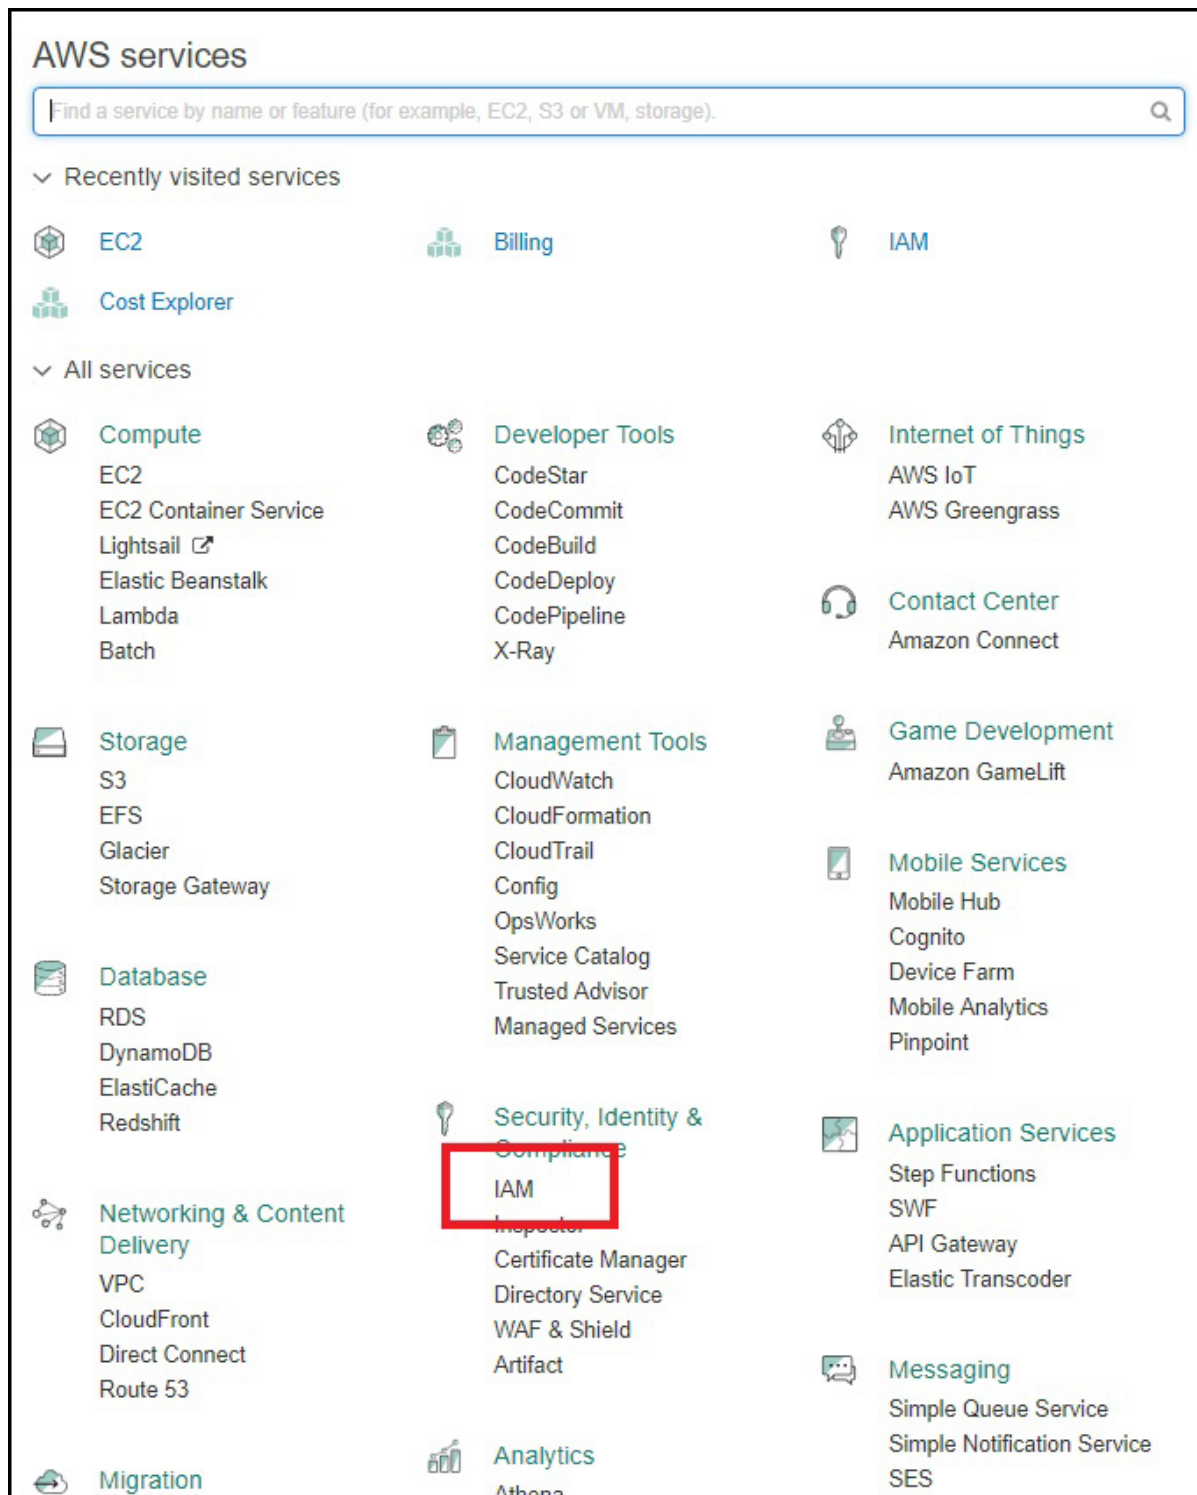 AWS services
Find a service by name or feature (for example, EC2, S3 or VM, storage).
Recently visited services
EC2
Billing
IAM
Cost Explorer
All services
Compute
EC2
EC2 Container Service
Lightsail
Elastic Beanstalk
Lambda
Batch
Storage
S3
EFS
Glacier
Storage Gateway
Database
RDS
DynamoDB
ElastiCache
Redshift
Networking & Content
Delivery
VPC
CloudFront
Direct Connect
Route 53
Migration
Developer Tools
CodeStar
CodeCommit
CodeBuild
CodeDeploy
CodePipeline
X-Ray
Management Tools
CloudWatch
CloudFormation
CloudTrail
Config
OpsWorks
Service Catalog
Trusted Advisor
Managed Services
Security, Identity &
Compliance
IAM
Inspector
Certificate Manager
Directory Service
WAF & Shield
Artifact
Analytics
Athena
Internet of Things
AWS IoT
AWS Greengrass
Contact Center
Amazon Connect
Game Development
Amazon GameLift
Mobile Services
Mobile Hub
Cognito
Device Farm
Mobile Analytics
Pinpoint
Application Services
Step Functions
SWF
API Gateway
Elastic Transcoder
Messaging
Simple Queue Service
Simple Notification Service
SES